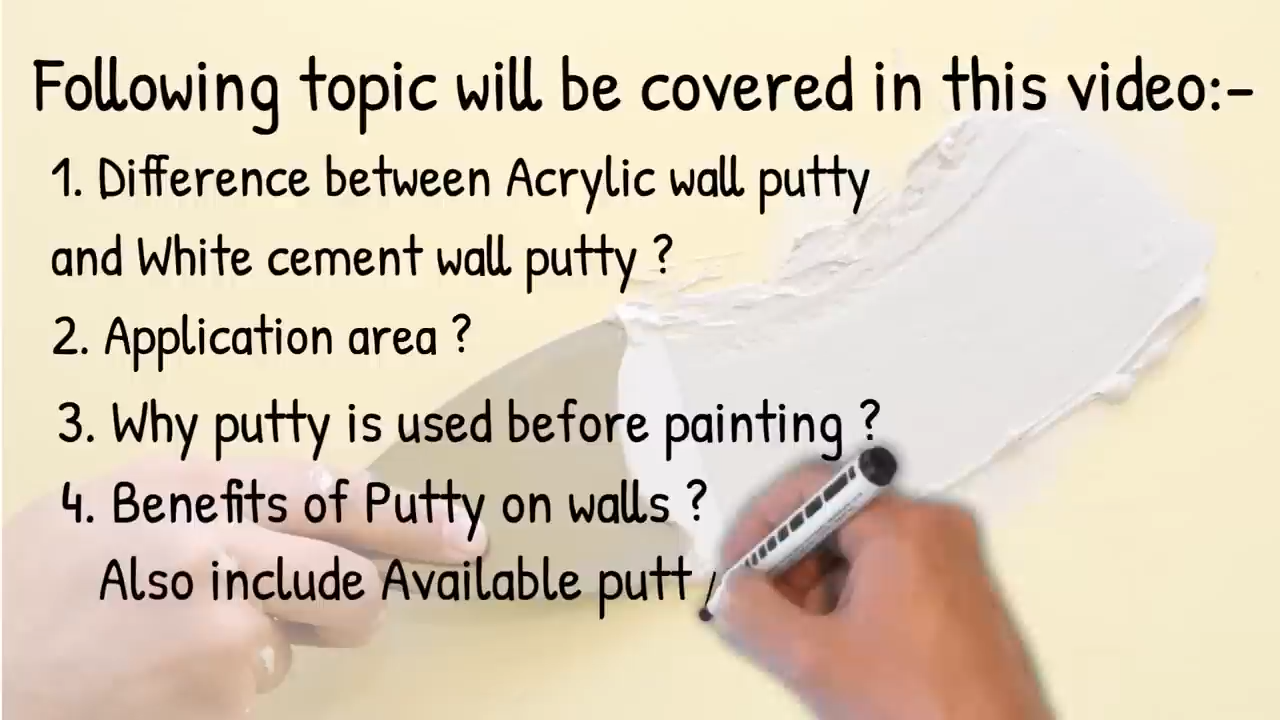 Following topic will be covered in this video:-
1. Difference between Acrylic wall putty
and White cement wall putty ?
2. Application area ?
3. Why putty is used before painting ?
4. Benefits of Putty on walls ?
Also include Available putt